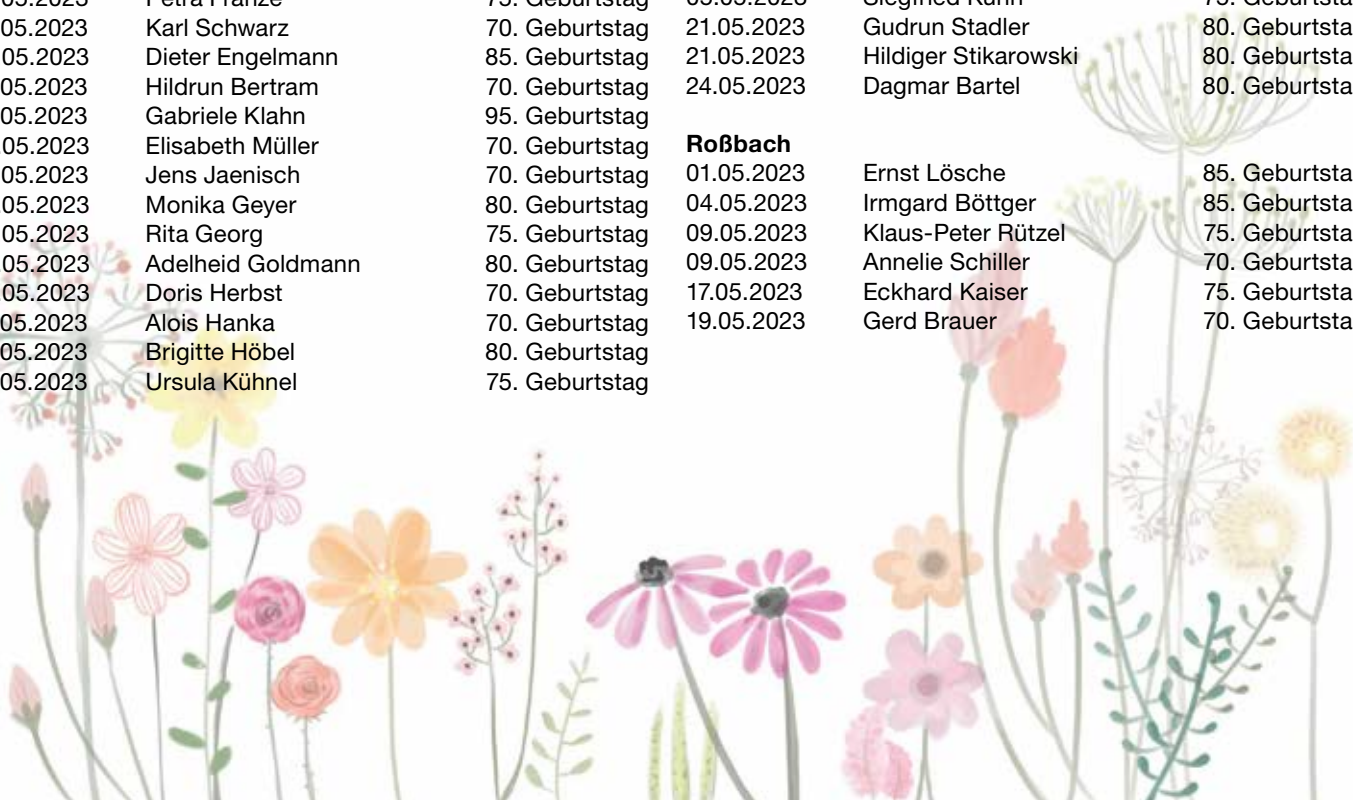 05.2023 Karl Schwarz 70. Geburtstag
05.2023 Dieter Engelmann 85. Geburtstag
05.2023 Hildrun Bertram 70. Geburtstag
05.2023 Gabriele Klahn 95. Geburtstag
05.2023 Elisabeth Müller 70. Geburtstag
05.2023 Jens Jaenisch 70. Geburtstag
05.2023 Monika Geyer 80. Geburtstag
05.2023 Rita Georg 75. Geburtstag
05.2023 Adelheid Goldmann 80. Geburtstag
05.2023 Doris Herbst 70. Geburtstag
05.2023 Alois Hanka 70. Geburtstag
05.2023 Brigitte Höbel 80. Geburtstag
05.2023 Ursula Kühnel 75. Geburtstag
21.05.2023 Gudrun Stadler 80. Geburtsta
21.05.2023 Hildiger Stikarowski 80. Geburtsta
24.05.2023 Dagmar Bartel 80. Geburtsta
Roßbach
01.05.2023 Ernst Lösche 85. Geburtsta
04.05.2023 Irmgard Böttger 85. Geburtsta
09.05.2023 Klaus-Peter Rützel 75. Geburtsta
09.05.2023 Annelie Schiller 70. Geburtsta
17.05.2023 Eckhard Kaiser 75. Geburtsta
19.05.2023 Gerd Brauer 70. Geburtsta